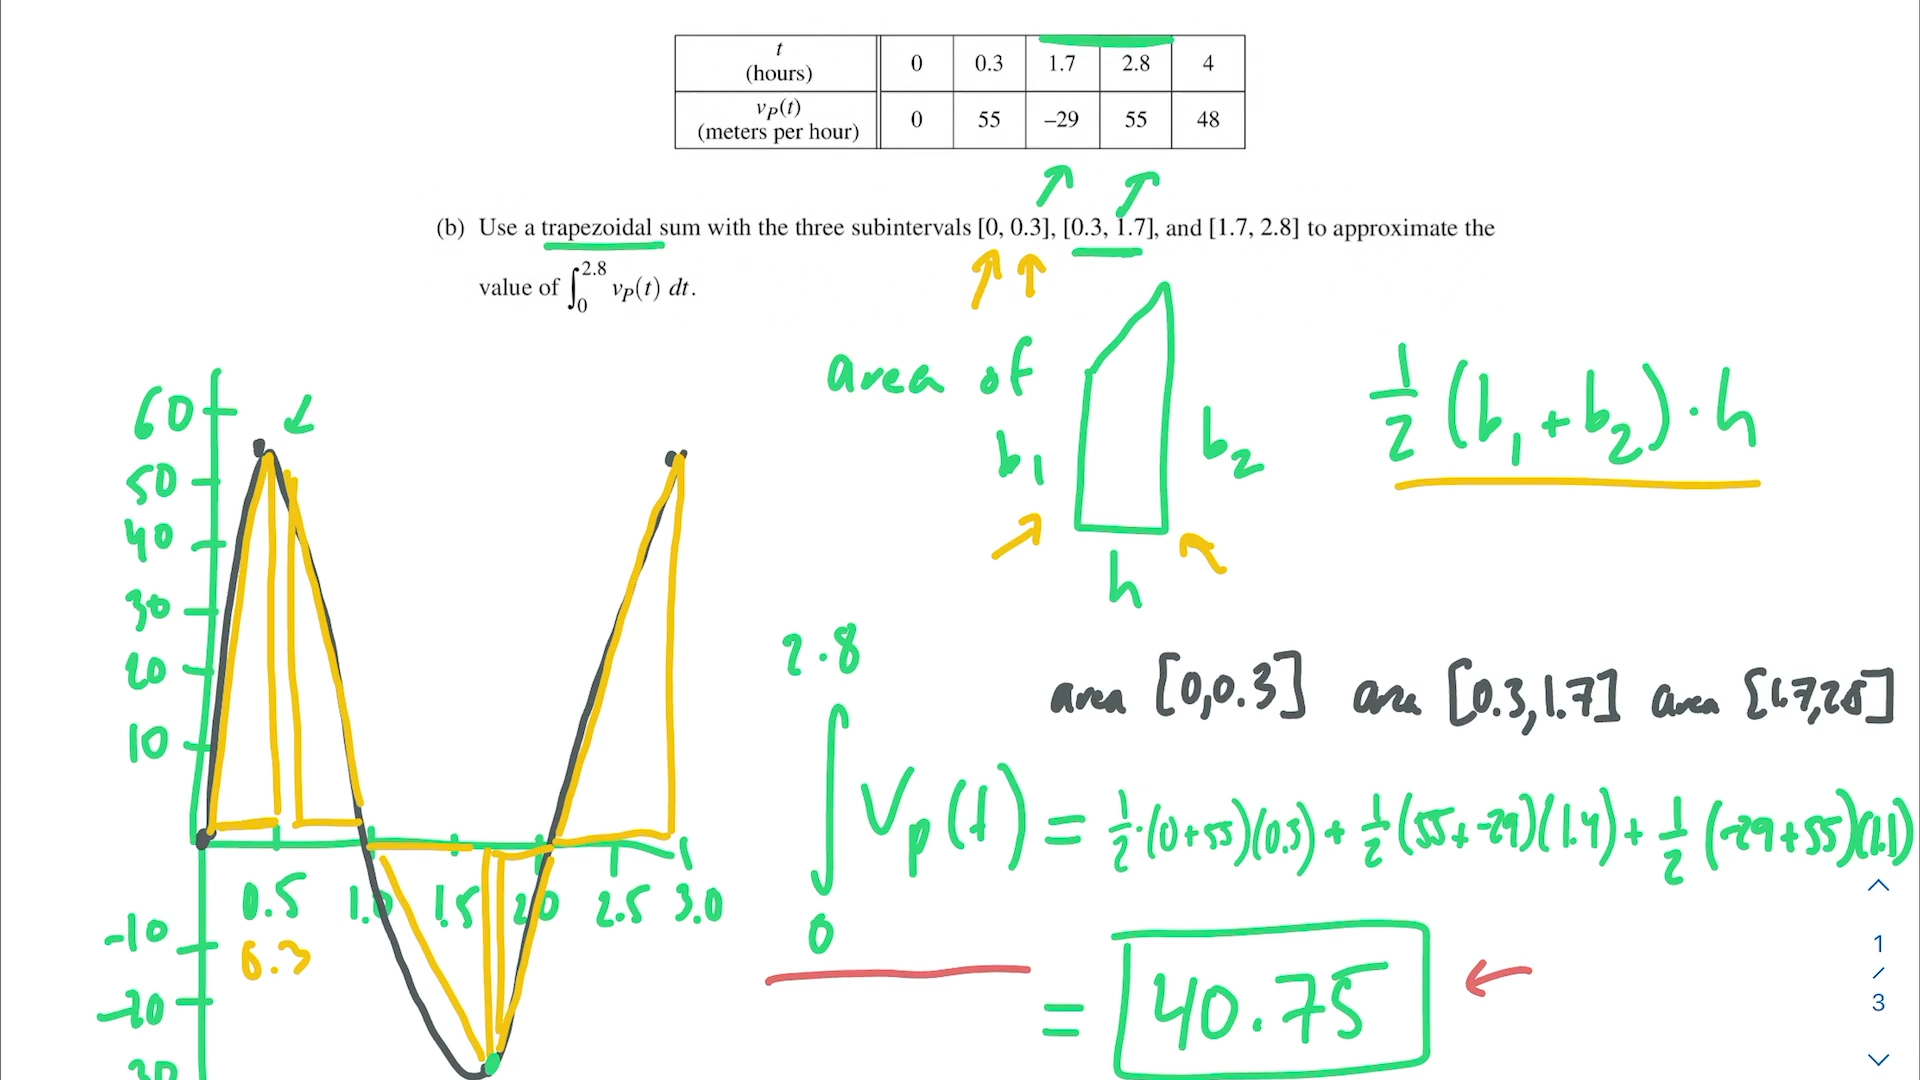 t (hours) 0 0.3 1.7 2.8 4
vP(t) (meters per hour) 0 55 –29 55 48
(b) Use a trapezoidal sum with the three subintervals [0, 0.3], [0.3, 1.7], and [1.7, 2.8] to approximate the
value of ∫₀^2.8 vP(t) dt.
area of
b₁
b₂
h
1/2 (b₁ + b₂) · h
60
50
40
30
20
10
-10
-20
30
0.5 1.0 1.5 2.0 2.5 3.0
0.3
area [0,0.3] area [0.3,1.7] area [1.7,2.8]
∫₀^2.8 Vp(t) = 1/2·(0+55)(0.3) + 1/2(55+-29)(1.4) + 1/2(-29+55)(1.1)
= 40.75
1
/
3